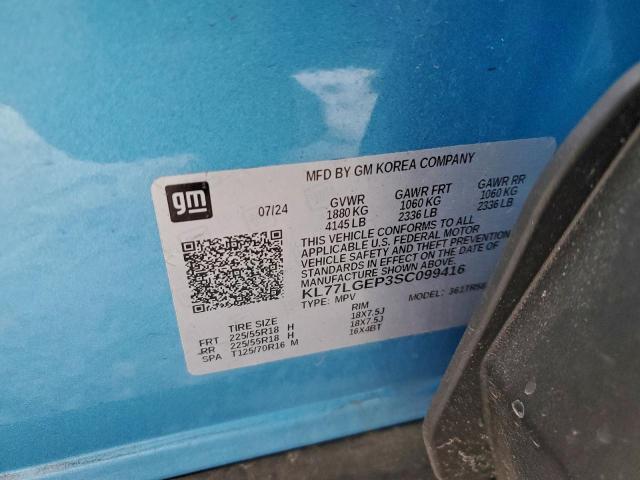 gm
MFD BY GM KOREA COMPANY
07/24
GVWR GAWR FRT GAWR RR
1880 KG 1060 KG 1060 KG
4145 LB 2336 LB 2336 LB
THIS VEHICLE CONFORMS TO ALL
APPLICABLE U.S. FEDERAL MOTOR
VEHICLE SAFETY AND THEFT PREVENTION
STANDARDS IN EFFECT ON THE DATE OF
MANUFACTURE SHOWN ABOVE.
KL77LGEP3SC099416
TYPE: MPV MODEL:
TIRE SIZE RIM
FRT 225/55R18 H 18X7.5J
RR 225/55R18 H 18X7.5J
SPA T125/70R16 M 16X4BT